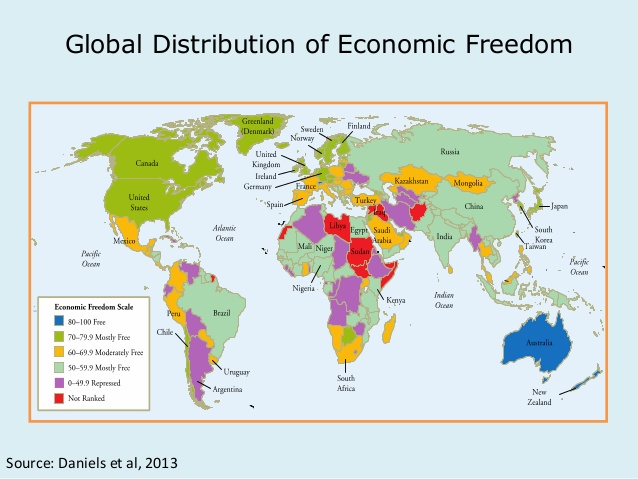 Global Distribution of Economic Freedom
Greenland
(Denmark)
Sweden
Finland
Norway
Canada
United
Kingdom
Russia
Ireland
Germany
France
Kazakhstan
Mongolia
United
States
Spain
Turkey
Japan
Iraq
China
Libya
Egypt
Saudi
Arabia
South
Korea
Mexico
Atlantic
Ocean
Mali
Niger
India
Taiwan
Pacific
Ocean
Sudan
Pacific
Ocean
Nigeria
Kenya
Indian
Ocean
Economic Freedom Scale
80–100 Free
70–79.9 Mostly Free
60–69.9 Moderately Free
50–59.9 Mostly Free
0–49.9 Repressed
Not Ranked
Peru
Brazil
Chile
Australia
Uruguay
Argentina
South
Africa
New
Zealand
Source: Daniels et al, 2013